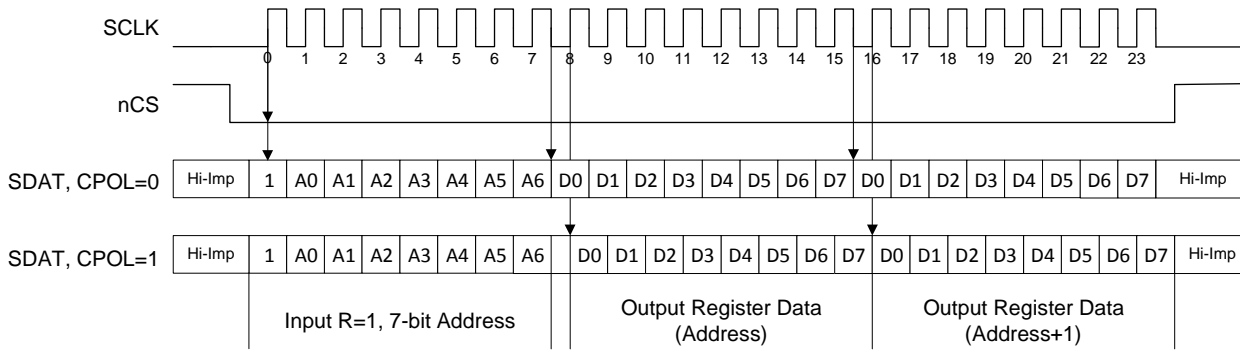 SCLK
0 1 2 3 4 5 6 7 8 9 10 11 12 13 14 15 16 17 18 19 20 21 22 23
nCS
SDAT, CPOL=0 Hi-Imp 1 A0 A1 A2 A3 A4 A5 A6 D0 D1 D2 D3 D4 D5 D6 D7 D0 D1 D2 D3 D4 D5 D6 D7 Hi-Imp
SDAT, CPOL=1 Hi-Imp 1 A0 A1 A2 A3 A4 A5 A6 D0 D1 D2 D3 D4 D5 D6 D7 D0 D1 D2 D3 D4 D5 D6 D7 Hi-Imp
Input R=1, 7-bit Address
Output Register Data
(Address)
Output Register Data
(Address+1)